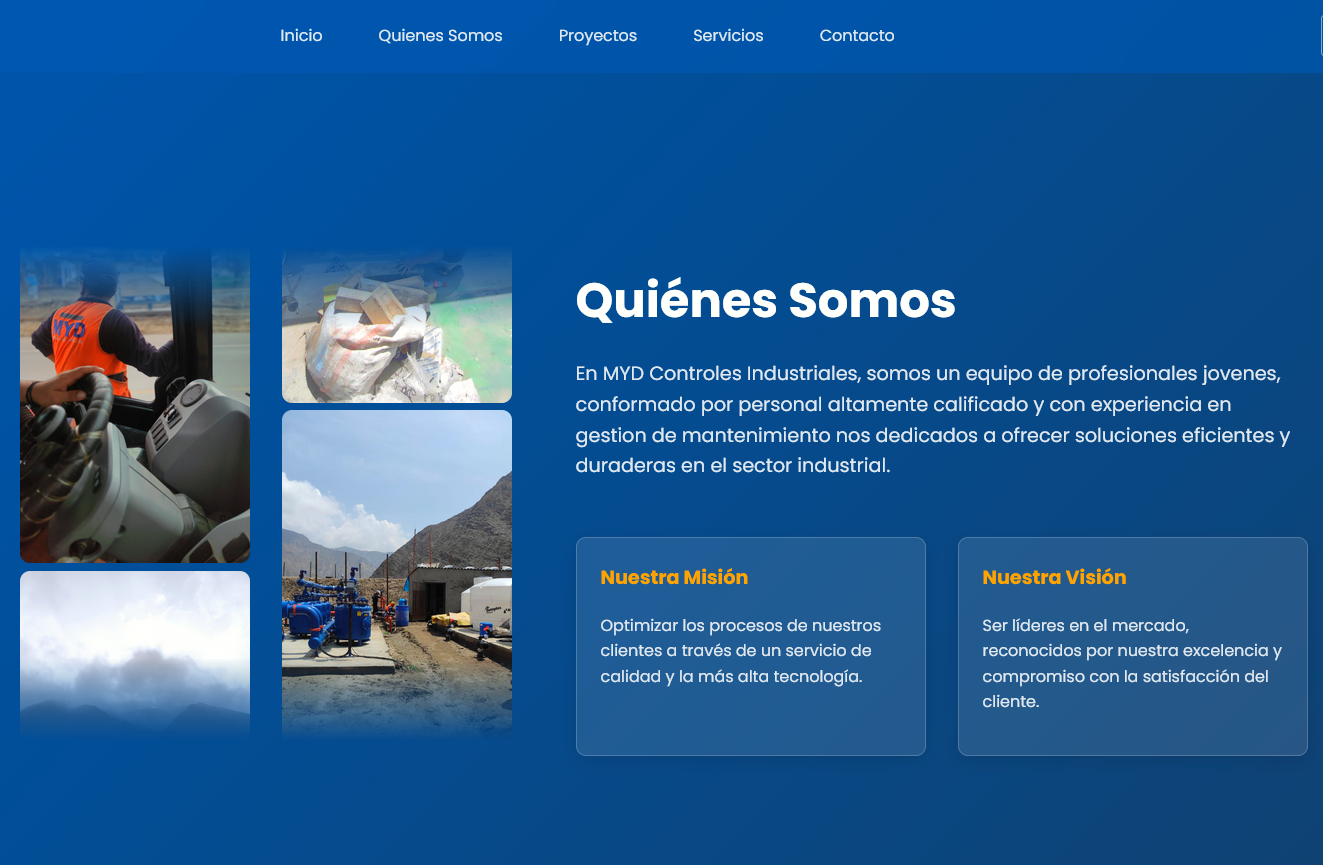 Inicio
Quienes Somos
Proyectos
Servicios
Contacto
MYD
Quiénes Somos
En MYD Controles Industriales, somos un equipo de profesionales jovenes,
conformado por personal altamente calificado y con experiencia en
gestion de mantenimiento nos dedicados a ofrecer soluciones eficientes y
duraderas en el sector industrial.
Nuestra Misión
Optimizar los procesos de nuestros
clientes a través de un servicio de
calidad y la más alta tecnología.
Nuestra Visión
Ser líderes en el mercado,
reconocidos por nuestra excelencia y
compromiso con la satisfacción del
cliente.